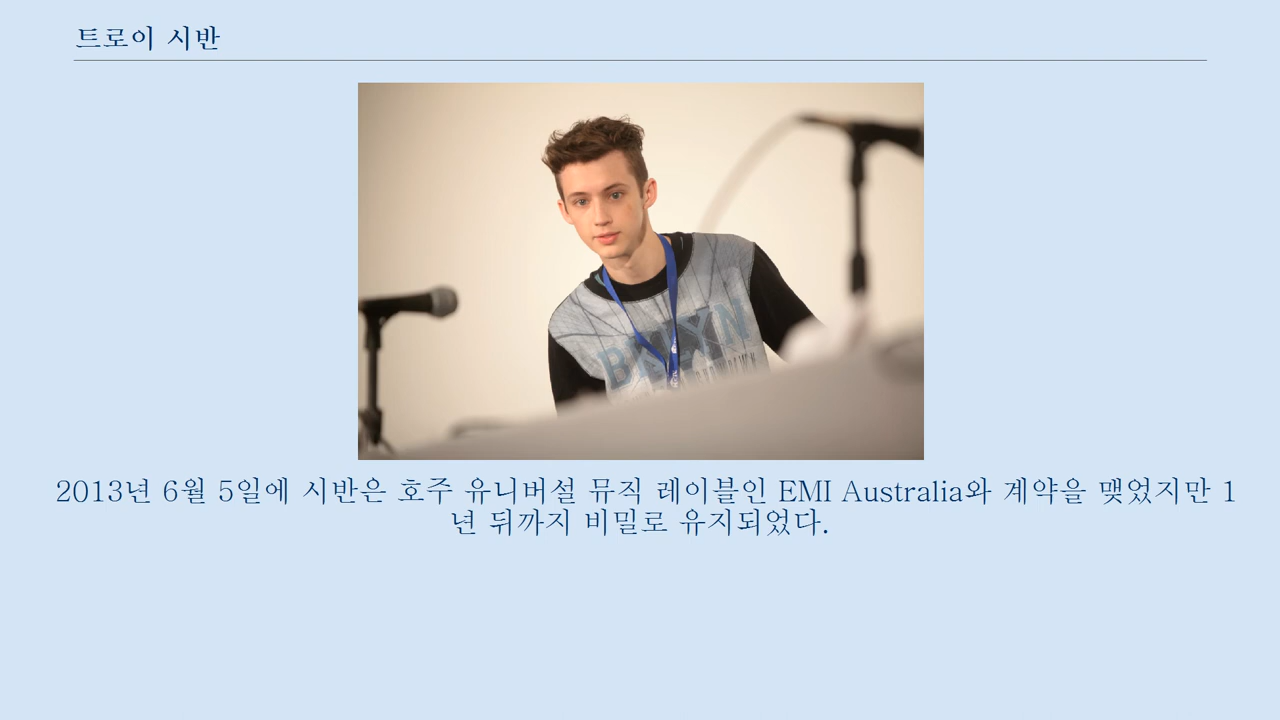 트로이 시반
BKLYN
2013년 6월 5일에 시반은 호주 유니버설 뮤직 레이블인 EMI Australia와 계약을 맺었지만 1
년 뒤까지 비밀로 유지되었다.